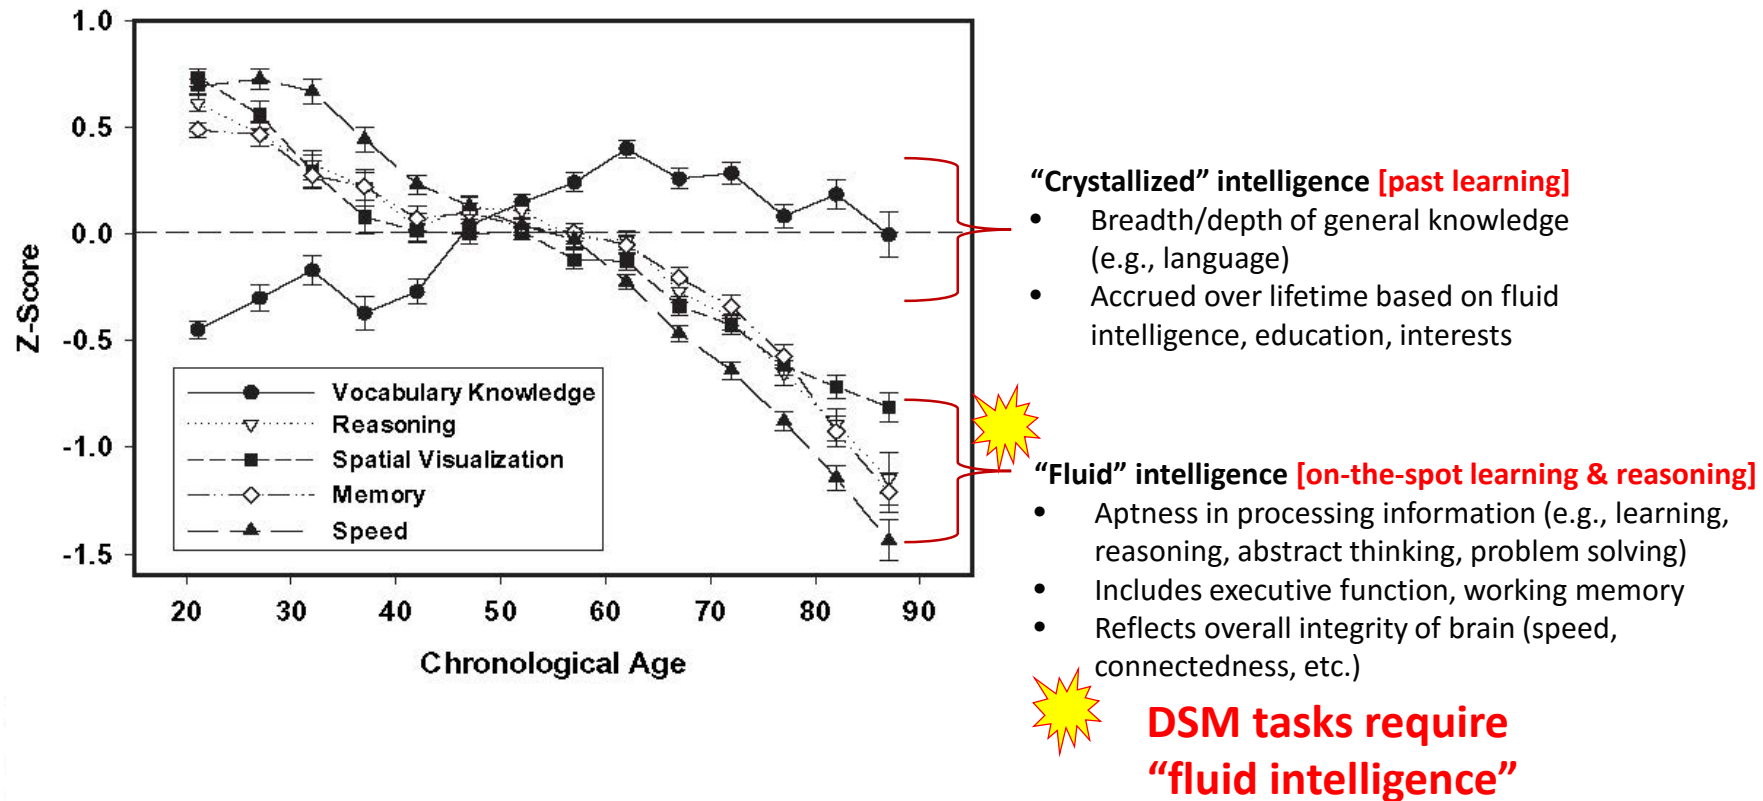 1.0
0.5
0.0
-0.5
-1.0
-1.5
Z-Score
Vocabulary Knowledge
Reasoning
Spatial Visualization
Memory
Speed
20 30 40 50 60 70 80 90
Chronological Age
“Crystallized” intelligence [past learning]
• Breadth/depth of general knowledge
(e.g., language)
• Accrued over lifetime based on fluid
intelligence, education, interests
“Fluid” intelligence [on-the-spot learning & reasoning]
• Aptness in processing information (e.g., learning,
reasoning, abstract thinking, problem solving)
• Includes executive function, working memory
• Reflects overall integrity of brain (speed,
connectedness, etc.)
DSM tasks require
“fluid intelligence”